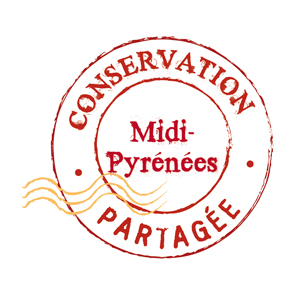 CONSERVATION
Midi-
Pyrénées
PARTAGÉE